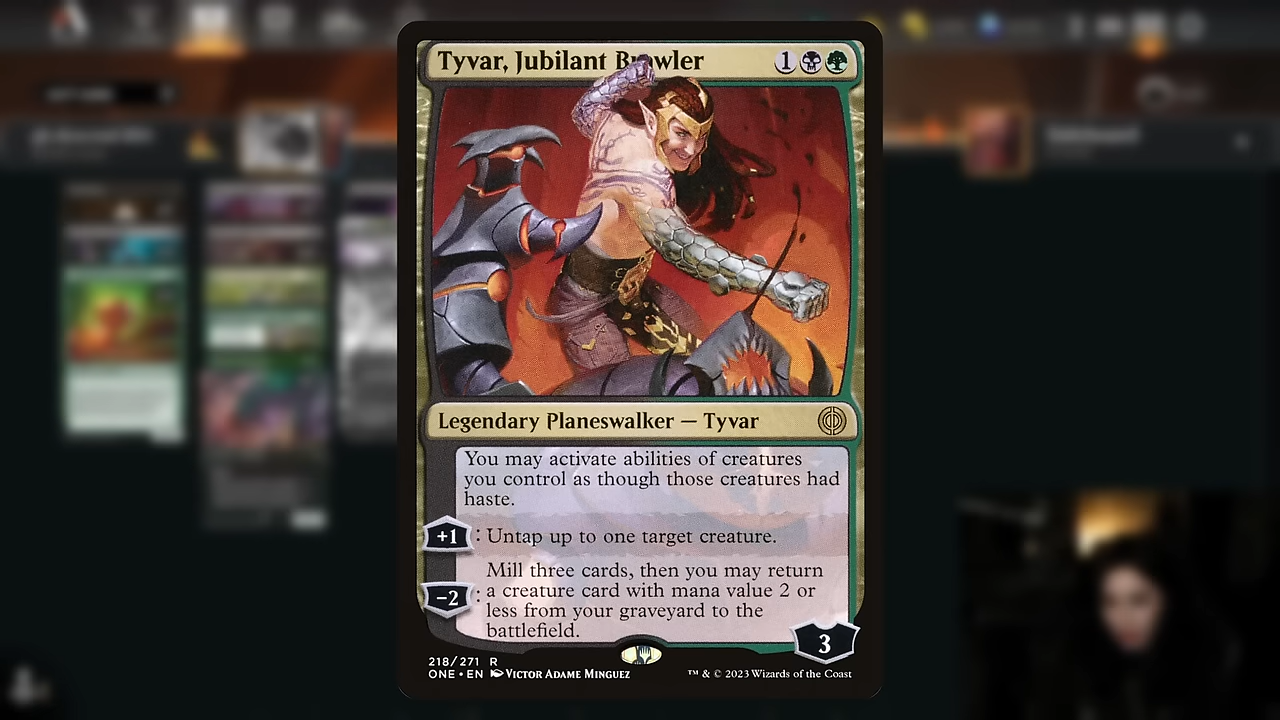 Tyvar, Jubilant Brawler
1
Legendary Planeswalker — Tyvar
You may activate abilities of creatures
you control as though those creatures had
haste.
+1: Untap up to one target creature.
Mill three cards, then you may return
−2: a creature card with mana value 2 or
less from your graveyard to the
battlefield.
3
218/271 R
ONE • EN Victor Adame Minguez
™ & © 2023 Wizards of the Coast